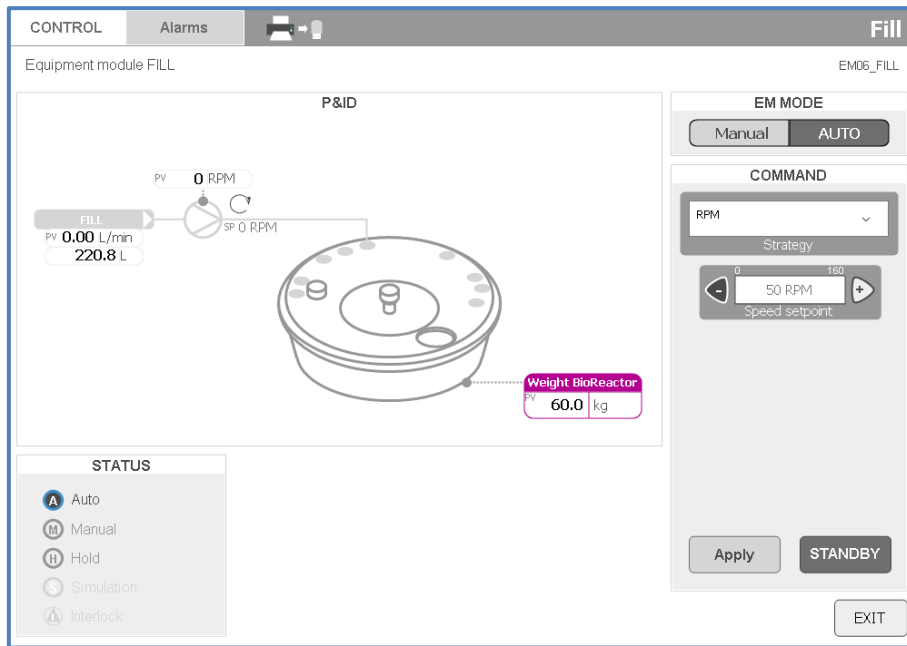 CONTROL Alarms Fill
Equipment module FILL EM06_FILL
P&ID
PV 0 RPM
SP 0 RPM
FILL
PV 0.00 L/min
220.8 L
Weight BioReactor
PV 60.0 kg
EM MODE
Manual AUTO
COMMAND
RPM
Strategy
0 160
- 50 RPM +
Speed setpoint
Apply STANDBY
STATUS
A Auto
M Manual
H Hold
S Simulation
Interlock
EXIT